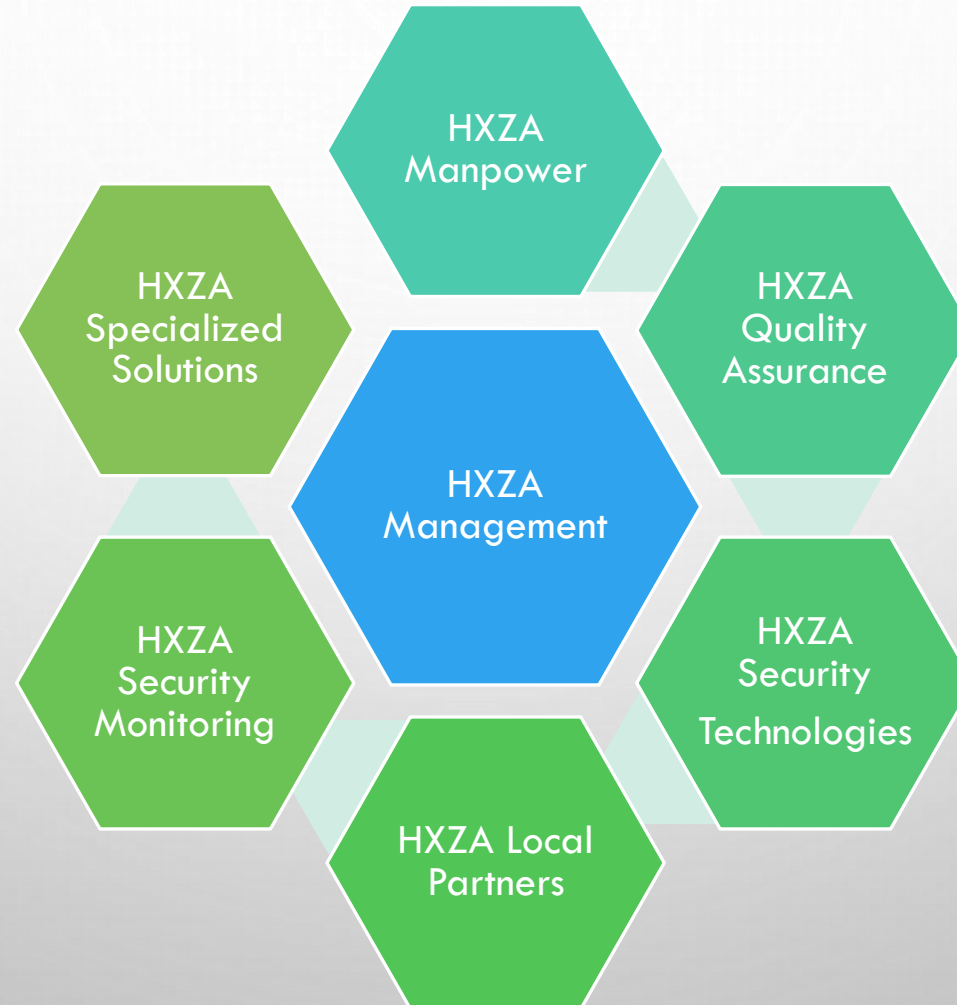 HXZA
Manpower
HXZA
Specialized
Solutions
HXZA
Quality
Assurance
HXZA
Management
HXZA
Security
Monitoring
HXZA
Security
Technologies
HXZA Local
Partners